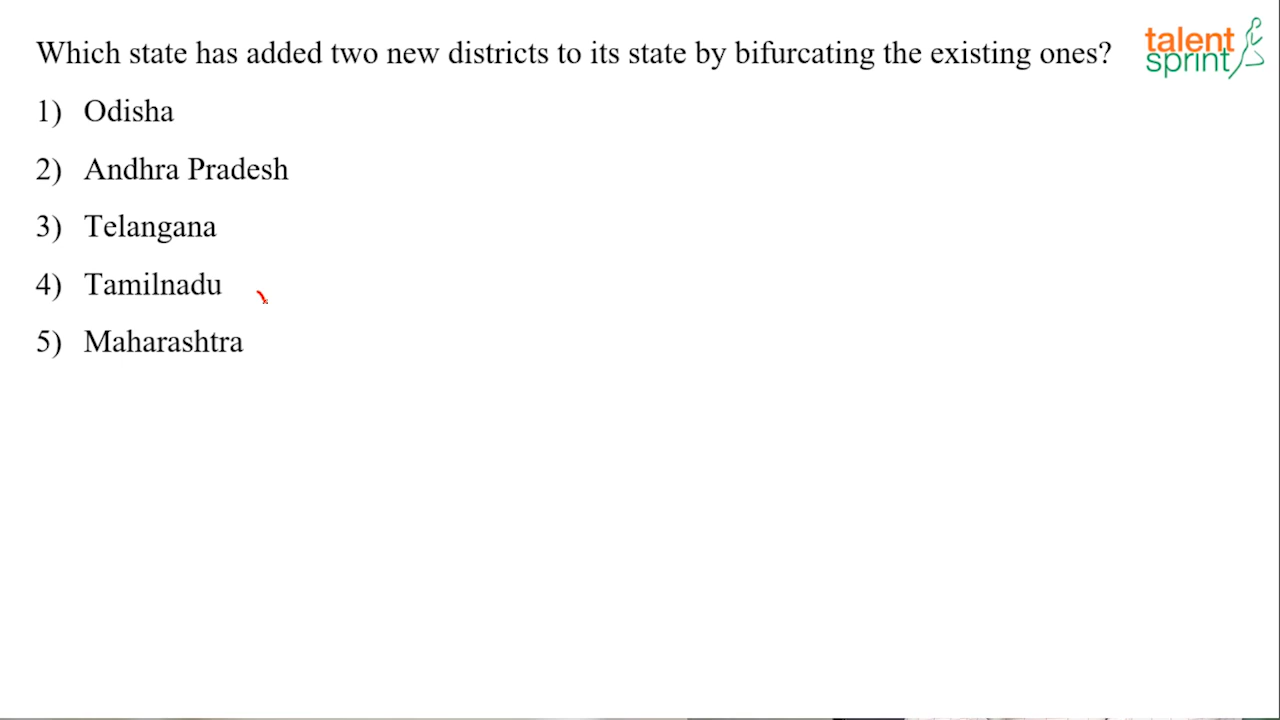 Which state has added two new districts to its state by bifurcating the existing ones?
talent
sprint
1) Odisha
2) Andhra Pradesh
3) Telangana
4) Tamilnadu
5) Maharashtra